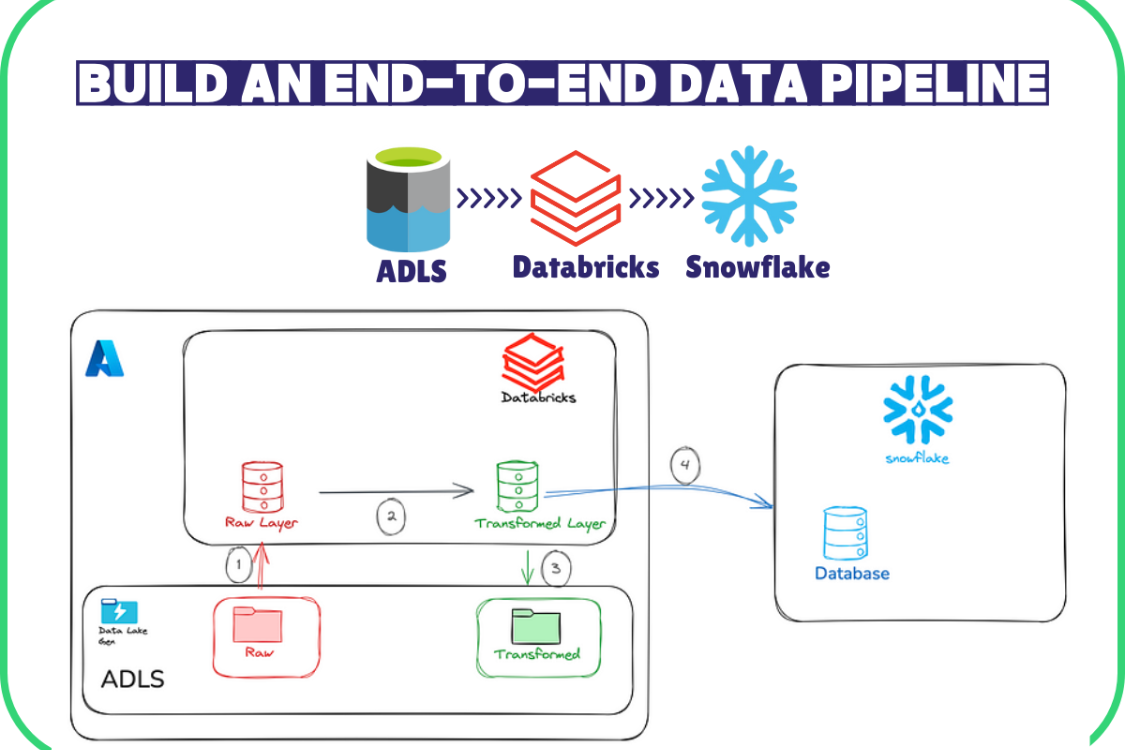 BUILD AN END-TO-END DATA PIPELINE
ADLS
Databricks
Snowflake
Databricks
snowflake
4
Raw Layer
2
Transformed Layer
1
3
Database
Data Lake
Gen
Raw
Transformed
ADLS